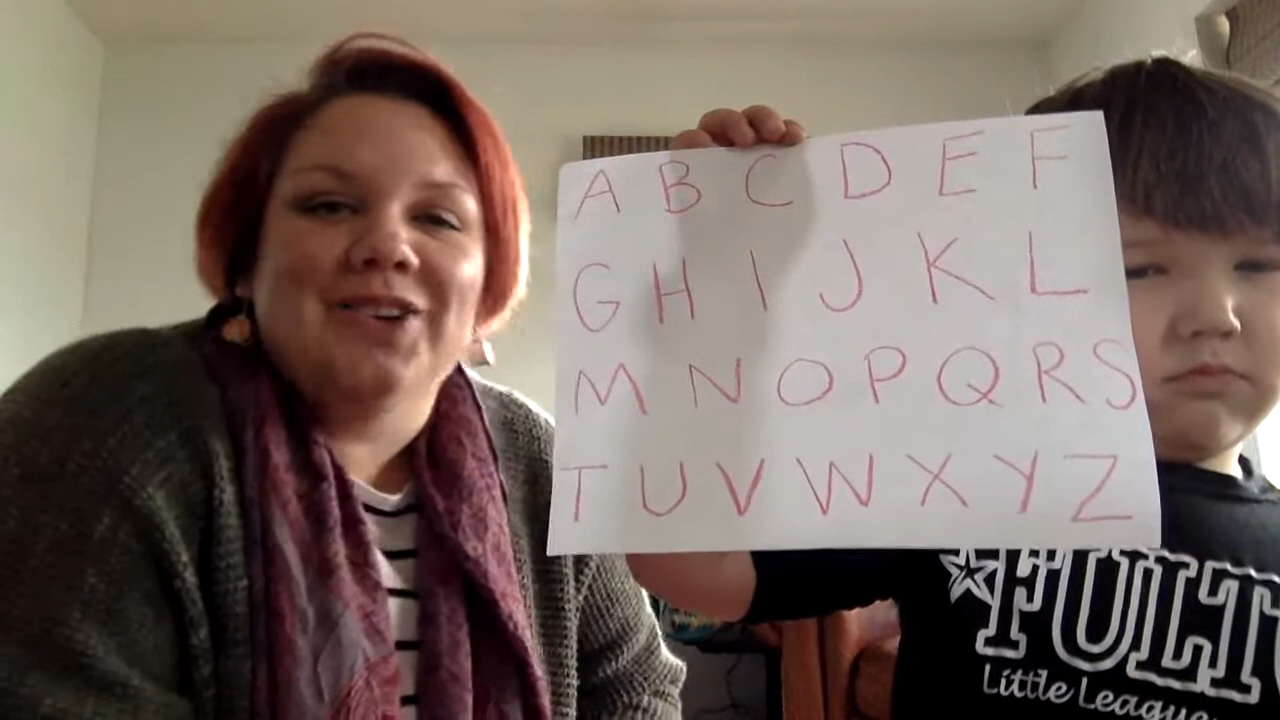 A B C D E F
G H I J K L
M N O P Q R S
T U V W X Y Z
Little League